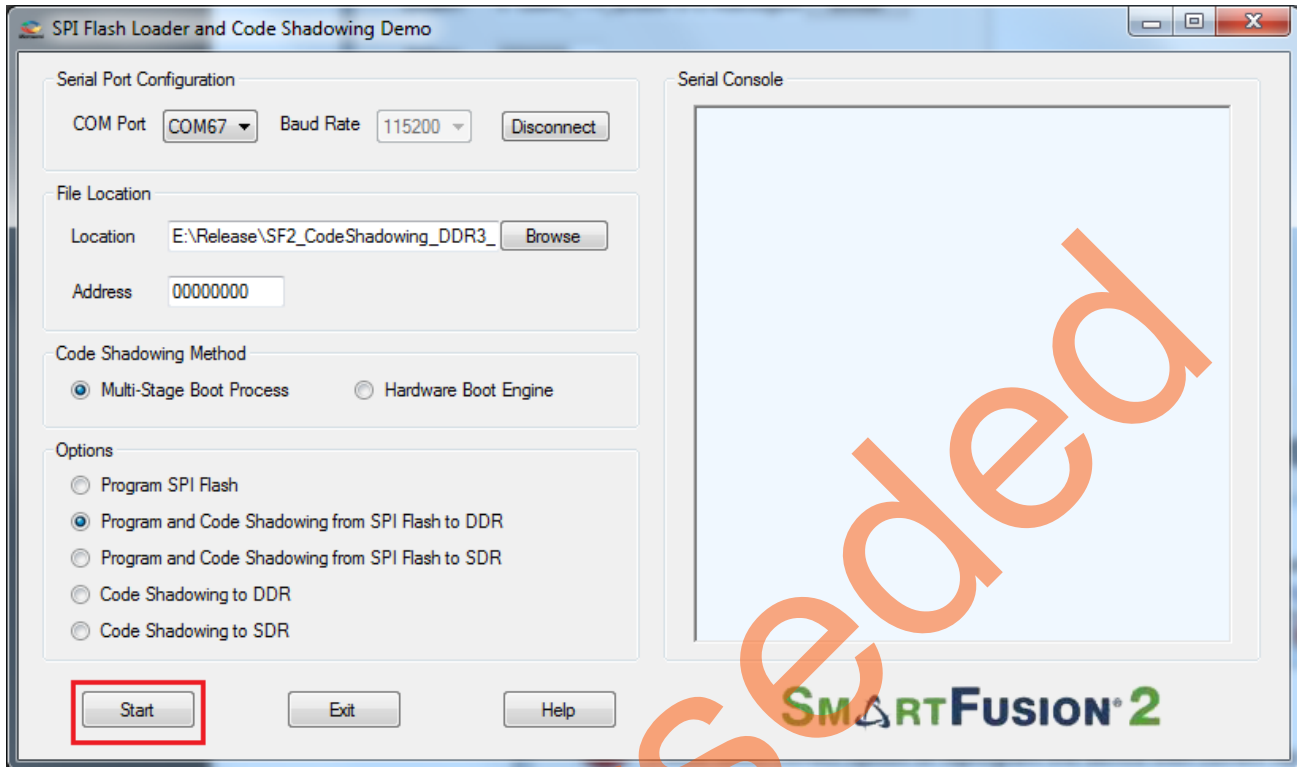 SPI Flash Loader and Code Shadowing Demo
Serial Port Configuration
COM Port COM67 Baud Rate 115200 Disconnect
File Location
Location E:\Release\SF2_CodeShadowing_DDR3_ Browse
Address 00000000
Code Shadowing Method
Multi-Stage Boot Process Hardware Boot Engine
Options
Program SPI Flash
Program and Code Shadowing from SPI Flash to DDR
Program and Code Shadowing from SPI Flash to SDR
Code Shadowing to DDR
Code Shadowing to SDR
Start Exit Help
Serial Console
SMARTFUSION®2
seded